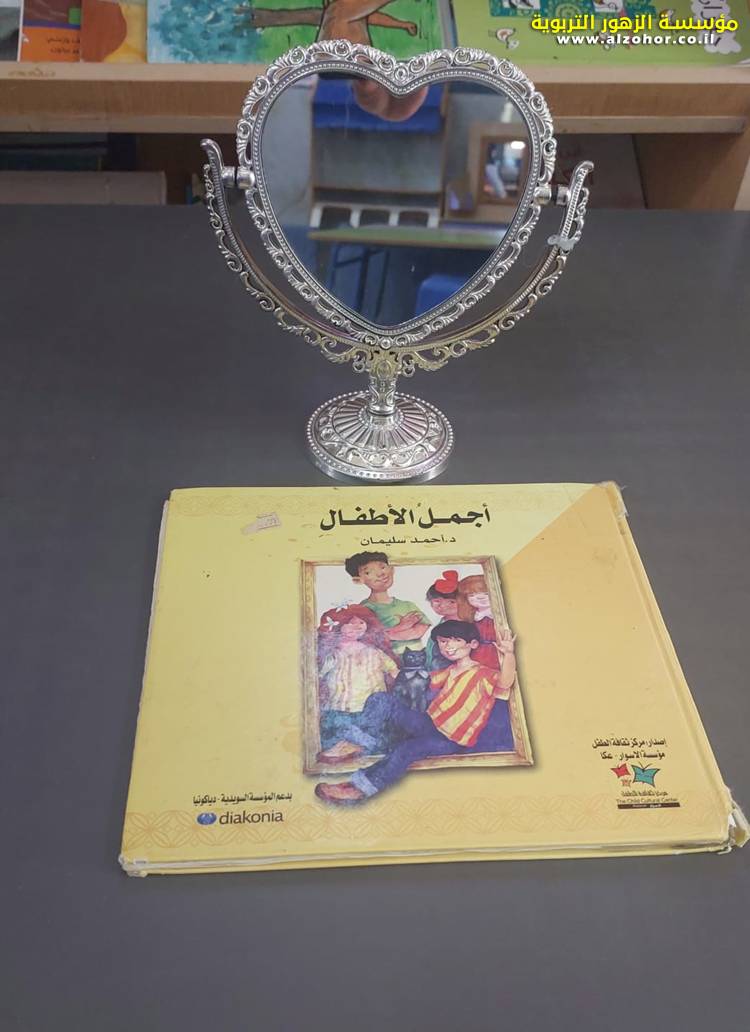 مؤسسة الزهور التربوية
www.alzohor.co.il
أجملُ الأطفال
د.أحمد سليمان
إصدار: مركز ثقافة الطفل
مؤسسة الاسوار - عكا
The Child Cultural Center
بدعم المؤسسة السويدية - دياكونيا
diakonia